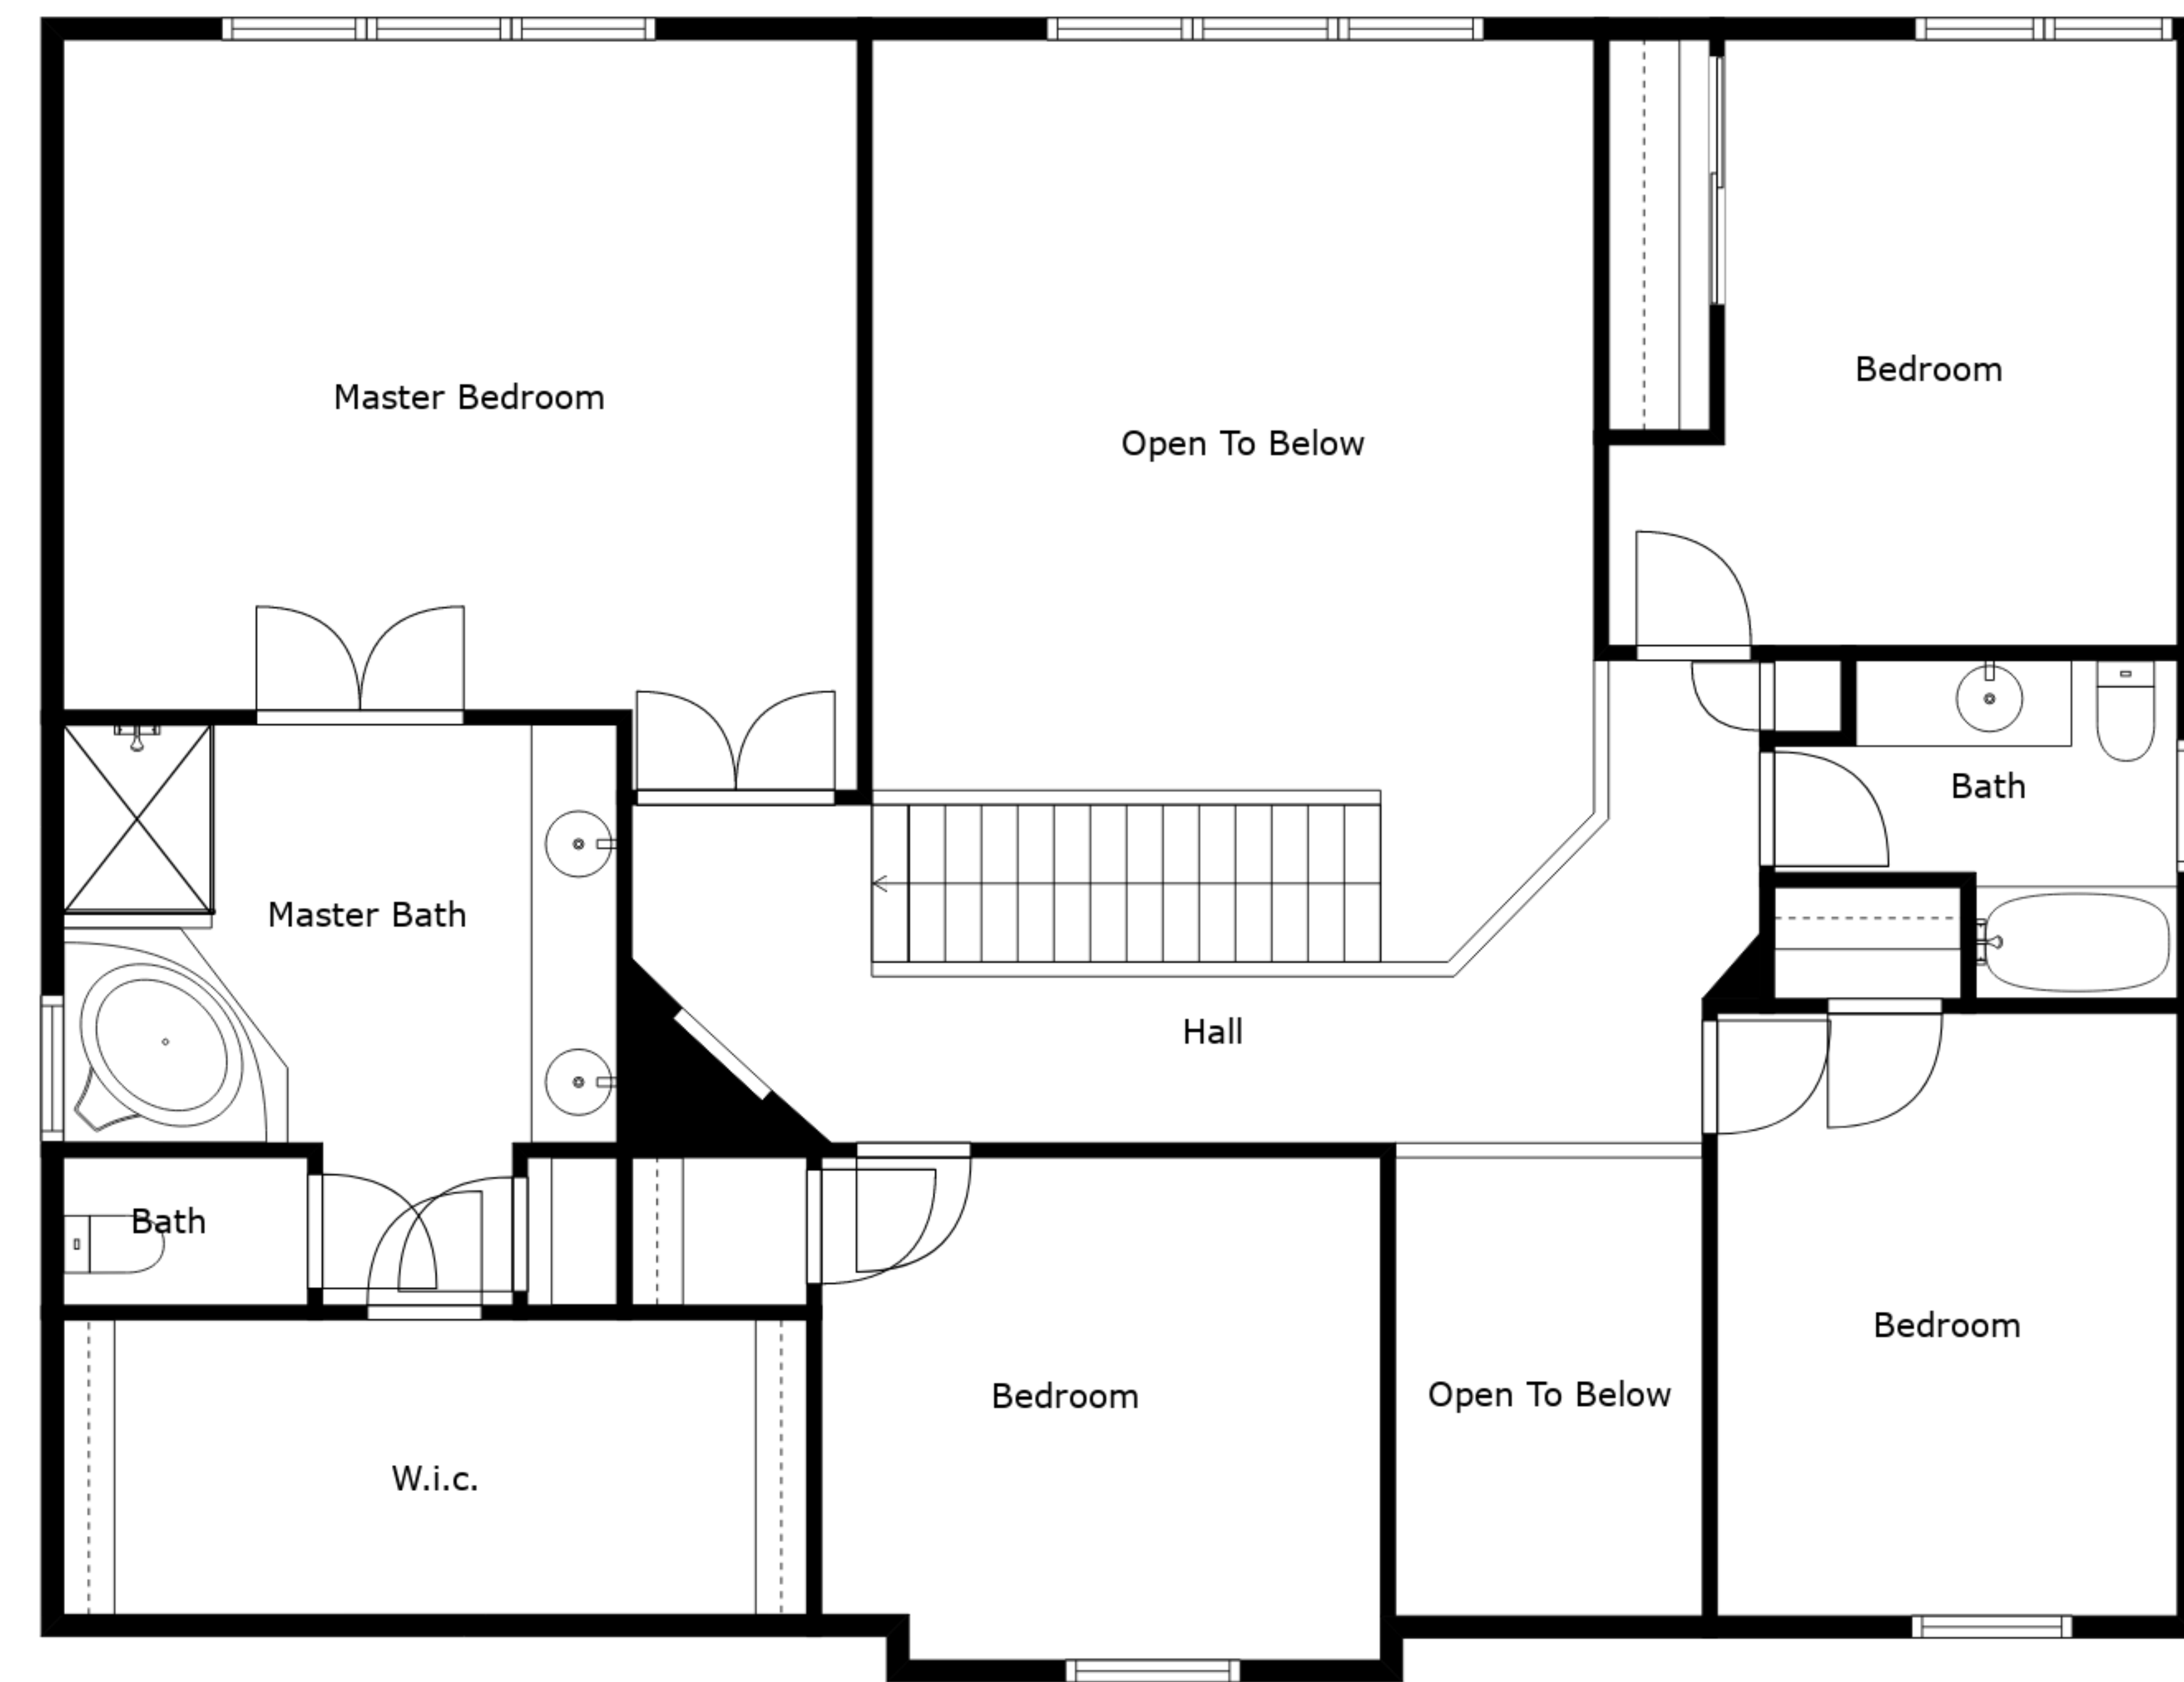 Bedroom
Master Bedroom
Open To Below
Bath
Master Bath
Hall
Bath
Bedroom
Open To Below
Bedroom
W.i.c.